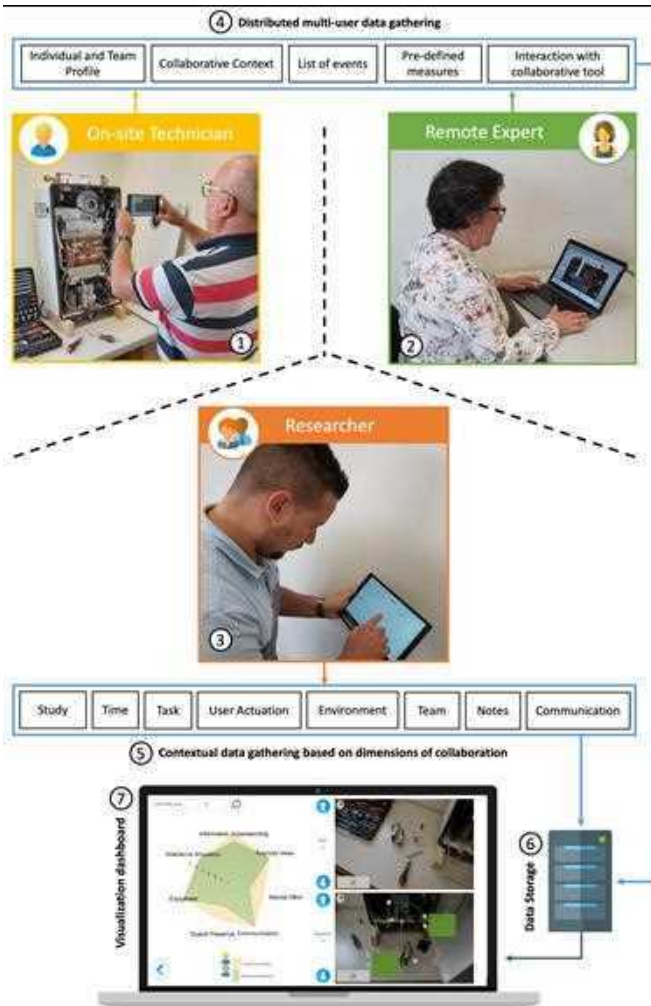 4 Distributed multi-user data gathering
Individual and Team
Profile
Collaborative Context
List of events
Pre-defined
measures
Interaction with
collaborative tool
On-site Technician
Remote Expert
1
2
Researcher
3
Study
Time
Task
User Actuation
Environment
Team
Notes
Communication
5 Contextual data gathering based on dimensions of collaboration
7
Visualization dashboard
6
Data Storage